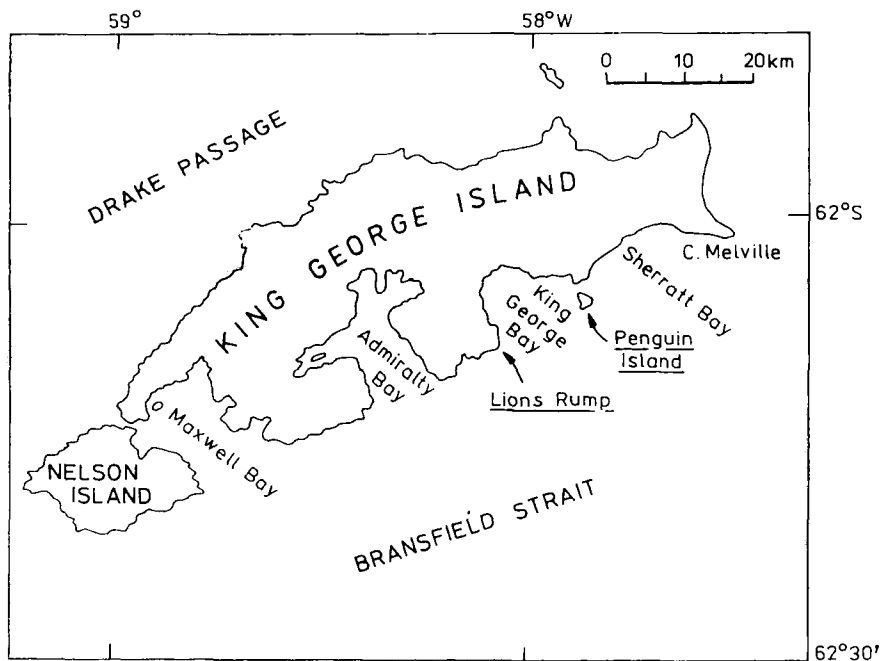 59°
58°W
0 10 20km
DRAKE PASSAGE
KING GEORGE ISLAND
62°S
C. Melville
Sherratt Bay
King
George
Bay
Penguin
Island
Admiralty
Bay
Lions Rump
Maxwell Bay
NELSON
ISLAND
BRANSFIELD STRAIT
62°30'